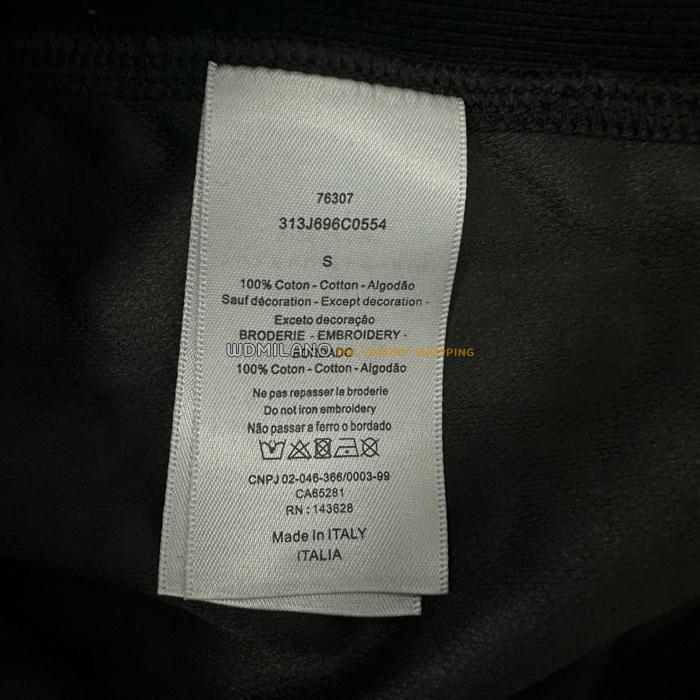 76307
313J696C0554
S
100% Coton - Cotton - Algodão
Sauf décoration - Except decoration -
Exceto decoração
BRODERIE - EMBROIDERY -
WDMILANO
LUXURY SHOPPING
100% Coton - Cotton - Algodão
Ne pas repasser la broderie
Do not iron embroidery
Não passar a ferro o bordado
CNPJ 02-046-366/0003-99
CA65281
RN : 143628
Made In ITALY
ITALIA